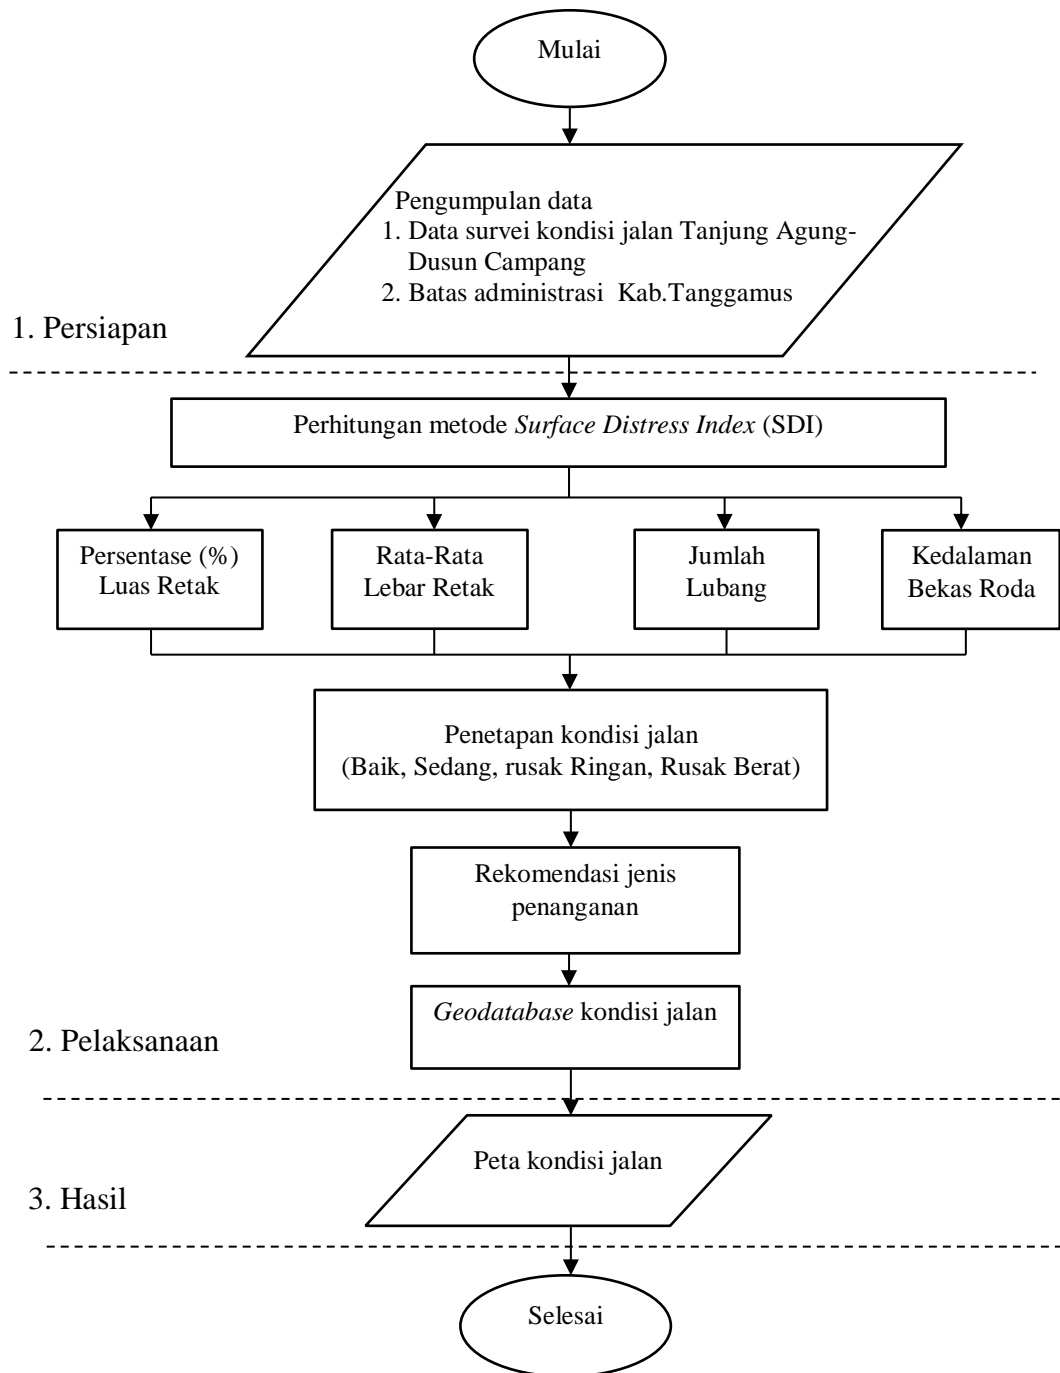 Mulai
Pengumpulan data
1. Data survei kondisi jalan Tanjung Agung-
Dusun Campang
2. Batas administrasi  Kab.Tanggamus
1. Persiapan
Perhitungan metode Surface Distress Index (SDI)
Persentase (%)
Luas Retak
Rata-Rata
Lebar Retak
Jumlah
Lubang
Kedalaman
Bekas Roda
Penetapan kondisi jalan
(Baik, Sedang, rusak Ringan, Rusak Berat)
Rekomendasi jenis
penanganan
Geodatabase kondisi jalan
2. Pelaksanaan
Peta kondisi jalan
3. Hasil
Selesai